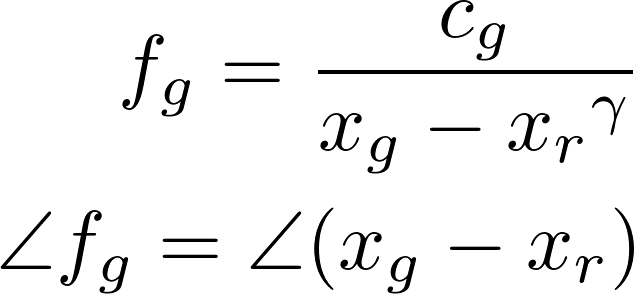 f_g = \frac{c_g}{x_g - x_r{}^\gamma}
\angle f_g = \angle(x_g - x_r)